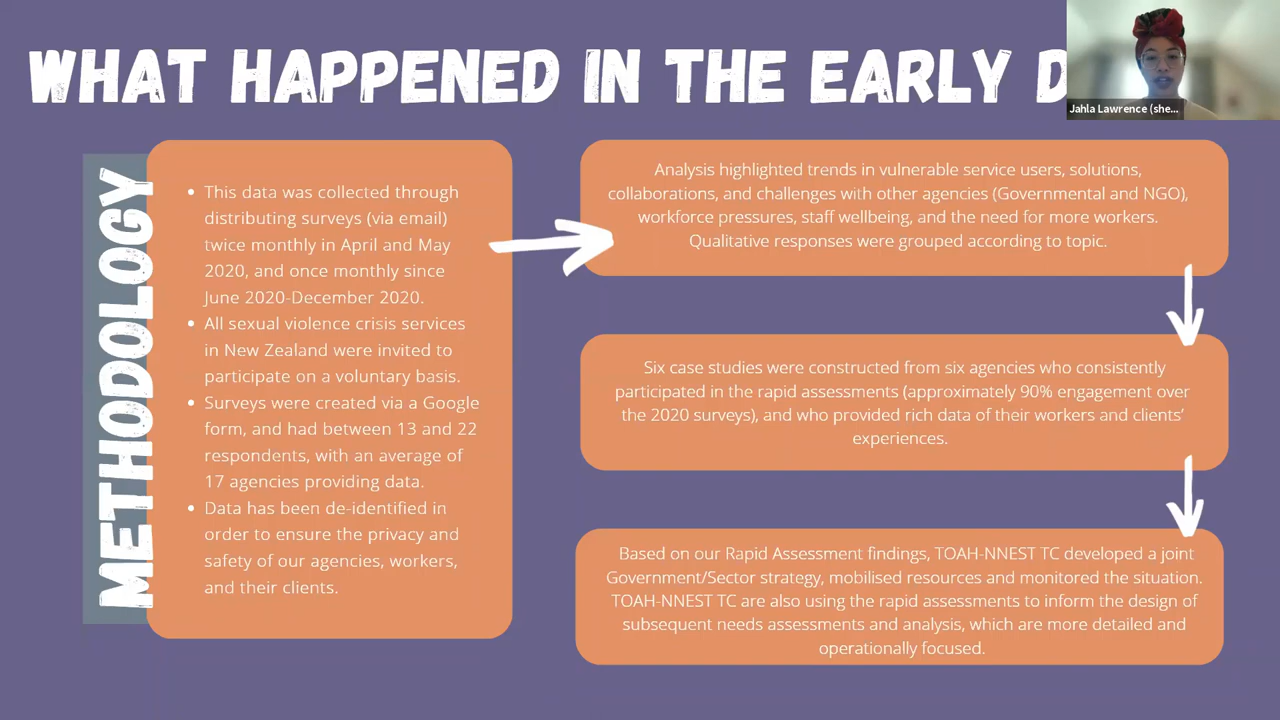 WHAT HAPPENED IN THE EARLY D
Jahla Lawrence (she...
METHODOLOGY
• This data was collected through
distributing surveys (via email)
twice monthly in April and May
2020, and once monthly since
June 2020-December 2020.
• All sexual violence crisis services
in New Zealand were invited to
participate on a voluntary basis.
• Surveys were created via a Google
form, and had between 13 and 22
respondents, with an average of
17 agencies providing data.
• Data has been de-identified in
order to ensure the privacy and
safety of our agencies, workers,
and their clients.
Analysis highlighted trends in vulnerable service users, solutions,
collaborations, and challenges with other agencies (Governmental and NGO),
workforce pressures, staff wellbeing, and the need for more workers.
Qualitative responses were grouped according to topic.
Six case studies were constructed from six agencies who consistently
participated in the rapid assessments (approximately 90% engagement over
the 2020 surveys), and who provided rich data of their workers and clients’
experiences.
Based on our Rapid Assessment findings, TOAH-NNEST TC developed a joint
Government/Sector strategy, mobilised resources and monitored the situation.
TOAH-NNEST TC are also using the rapid assessments to inform the design of
subsequent needs assessments and analysis, which are more detailed and
operationally focused.